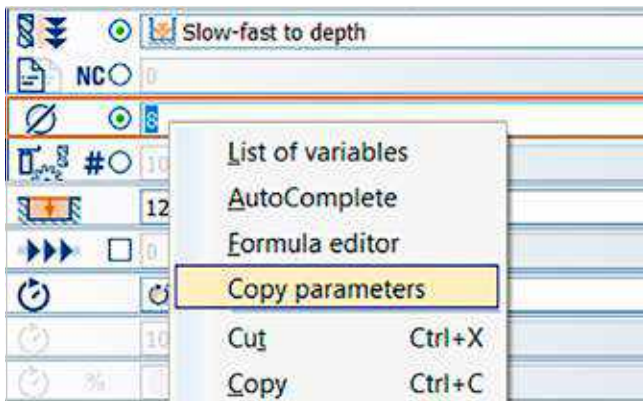 Slow-fast to depth
NC 0
8
# 10
List of variables
AutoComplete
12
Formula editor
0
Copy parameters
Cut Ctrl+X
10
Copy Ctrl+C
%